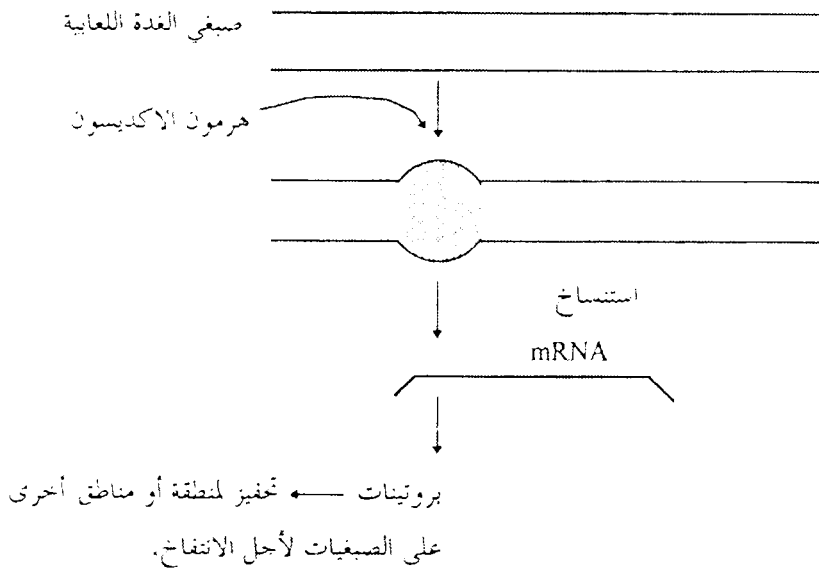 صبغي الغدة اللعابية
هرمون الاكديسون
استنساخ
mRNA
بروتينات ← تحفيز لمنطقة أو مناطق أخرى
على الصبغيات لأجل الانتفاخ.